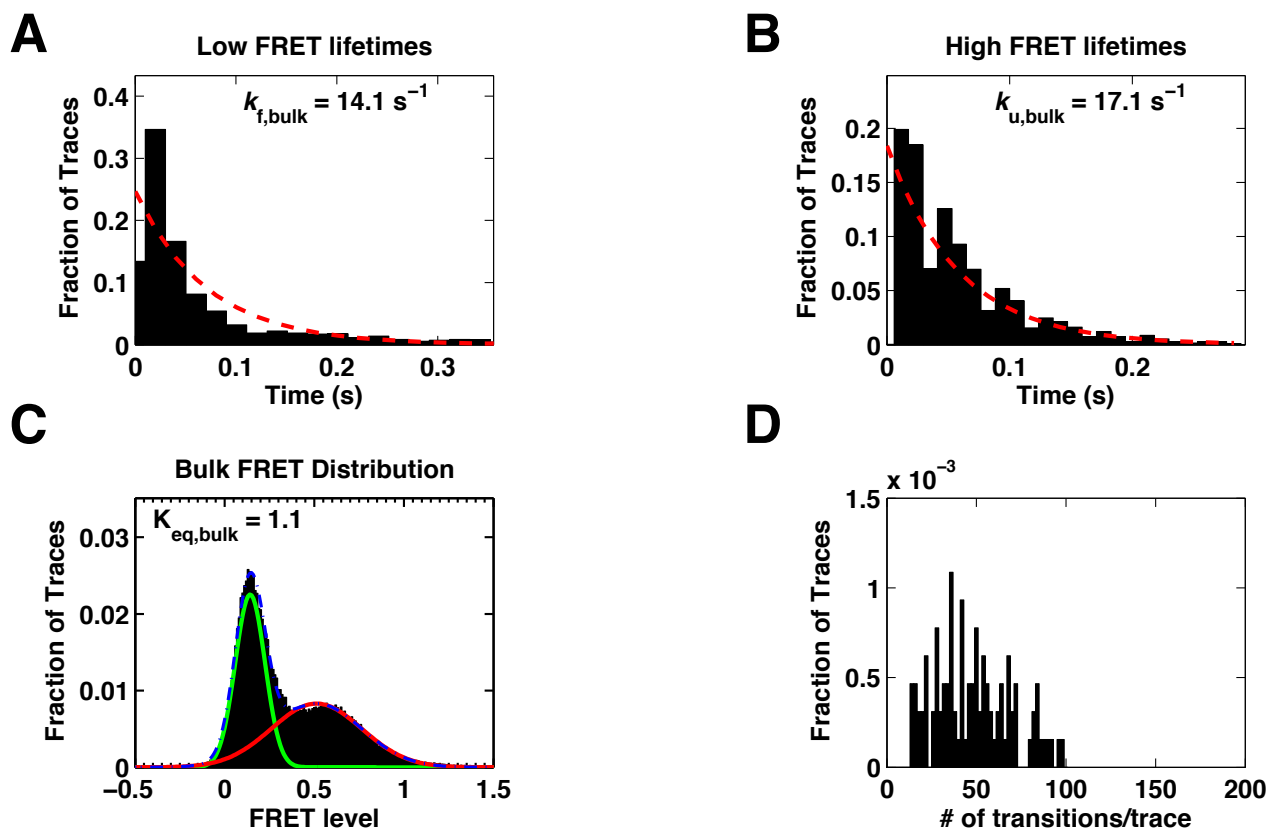 A
Low FRET lifetimes
k f,bulk = 14.1 s−1
Fraction of Traces
0.4
0.3
0.2
0.1
0
0 0.1 0.2 0.3
Time (s)
B
High FRET lifetimes
k u,bulk = 17.1 s−1
Fraction of Traces
0.2
0.15
0.1
0.05
0
0 0.1 0.2
Time (s)
C
Bulk FRET Distribution
K eq,bulk = 1.1
Fraction of Traces
0.03
0.02
0.01
0
−0.5 0 0.5 1 1.5
FRET level
D
x 10−3
Fraction of Traces
1.5
1
0.5
0
0 50 100 150 200
# of transitions/trace